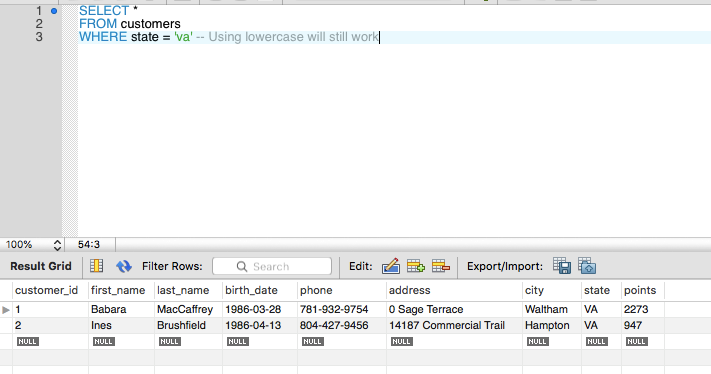 1 SELECT *
2 FROM customers
3 WHERE state = 'va' -- Using lowercase will still work
100% 54:3
Result Grid Filter Rows: Search Edit: Export/Import:
customer_id first_name last_name birth_date phone address city state points
1 Babara MacCaffrey 1986-03-28 781-932-9754 0 Sage Terrace Waltham VA 2273
2 Ines Brushfield 1986-04-13 804-427-9456 14187 Commercial Trail Hampton VA 947
NULL NULL NULL NULL NULL NULL NULL NULL NULL